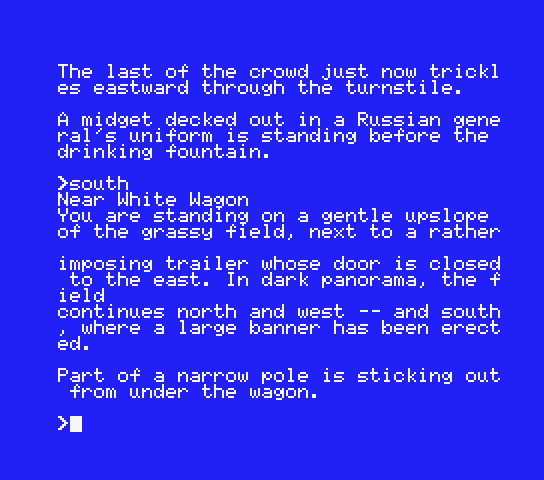 The last of the crowd just now trickl
es eastward through the turnstile.
A midget decked out in a Russian gene
ral's uniform is standing before the
drinking fountain.
>south
Near White Wagon
You are standing on a gentle upslope
of the grassy field, next to a rather
imposing trailer whose door is closed
to the east. In dark panorama, the f
ield
continues north and west -- and south
, where a large banner has been erect
ed.
Part of a narrow pole is sticking out
from under the wagon.
>